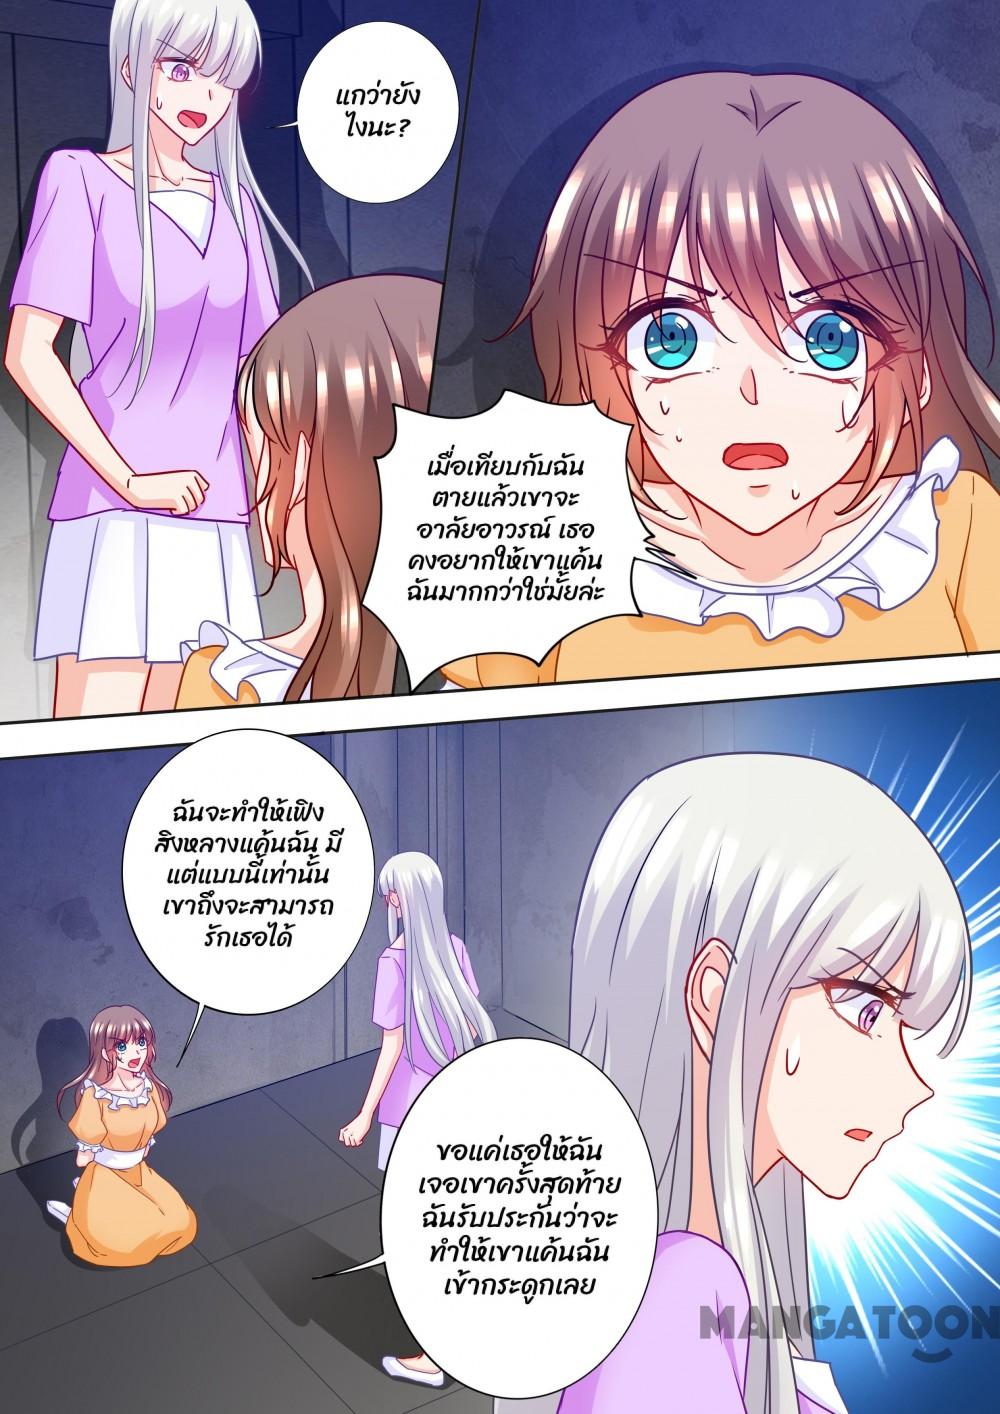 แกว่ายัง
ไงนะ?
เมื่อเทียบกับฉัน
ตายแล้วเขาจะ
อาลัยอาวรณ์ เธอ
คงอยากให้เขาแค้น
ฉันมากกว่าใช่มั้ยล่ะ
ฉันจะทำให้เฟิง
สิงหลางแค้นฉัน มี
แต่แบบนี้เท่านั้น
เขาถึงจะสามารถ
รักเธอได้
ขอแค่เธอให้ฉัน
เจอเขาครั้งสุดท้าย
ฉันรับประกันว่าจะ
ทำให้เขาแค้นฉัน
เข้ากระดูกเลย
MANGATOON